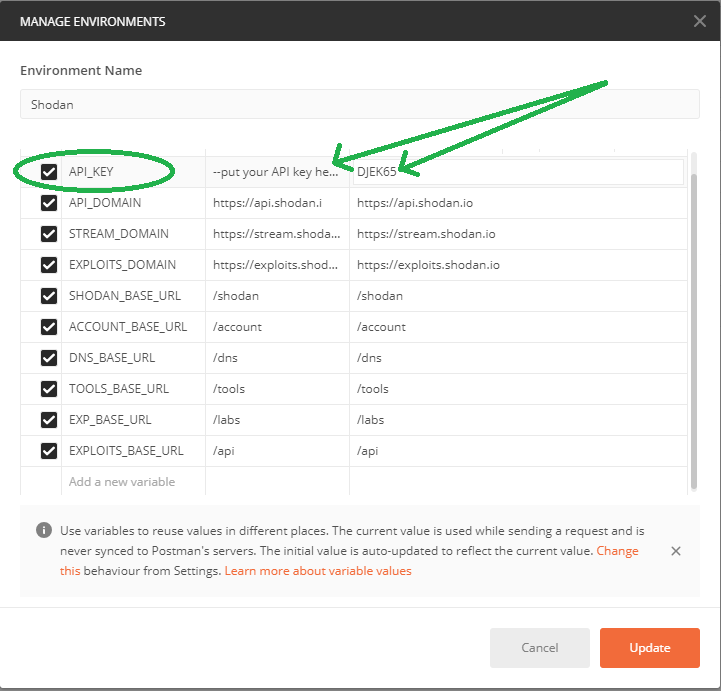 MANAGE ENVIRONMENTS
Environment Name
Shodan
API_KEY --put your API key he... DJEK65
API_DOMAIN https://api.shodan.i https://api.shodan.io
STREAM_DOMAIN https://stream.shoda... https://stream.shodan.io
EXPLOITS_DOMAIN https://exploits.shod... https://exploits.shodan.io
SHODAN_BASE_URL /shodan /shodan
ACCOUNT_BASE_URL /account /account
DNS_BASE_URL /dns /dns
TOOLS_BASE_URL /tools /tools
EXP_BASE_URL /labs /labs
EXPLOITS_BASE_URL /api /api
Add a new variable
Use variables to reuse values in different places. The current value is used while sending a request and is
never synced to Postman's servers. The initial value is auto-updated to reflect the current value. Change
this behaviour from Settings. Learn more about variable values
Cancel Update